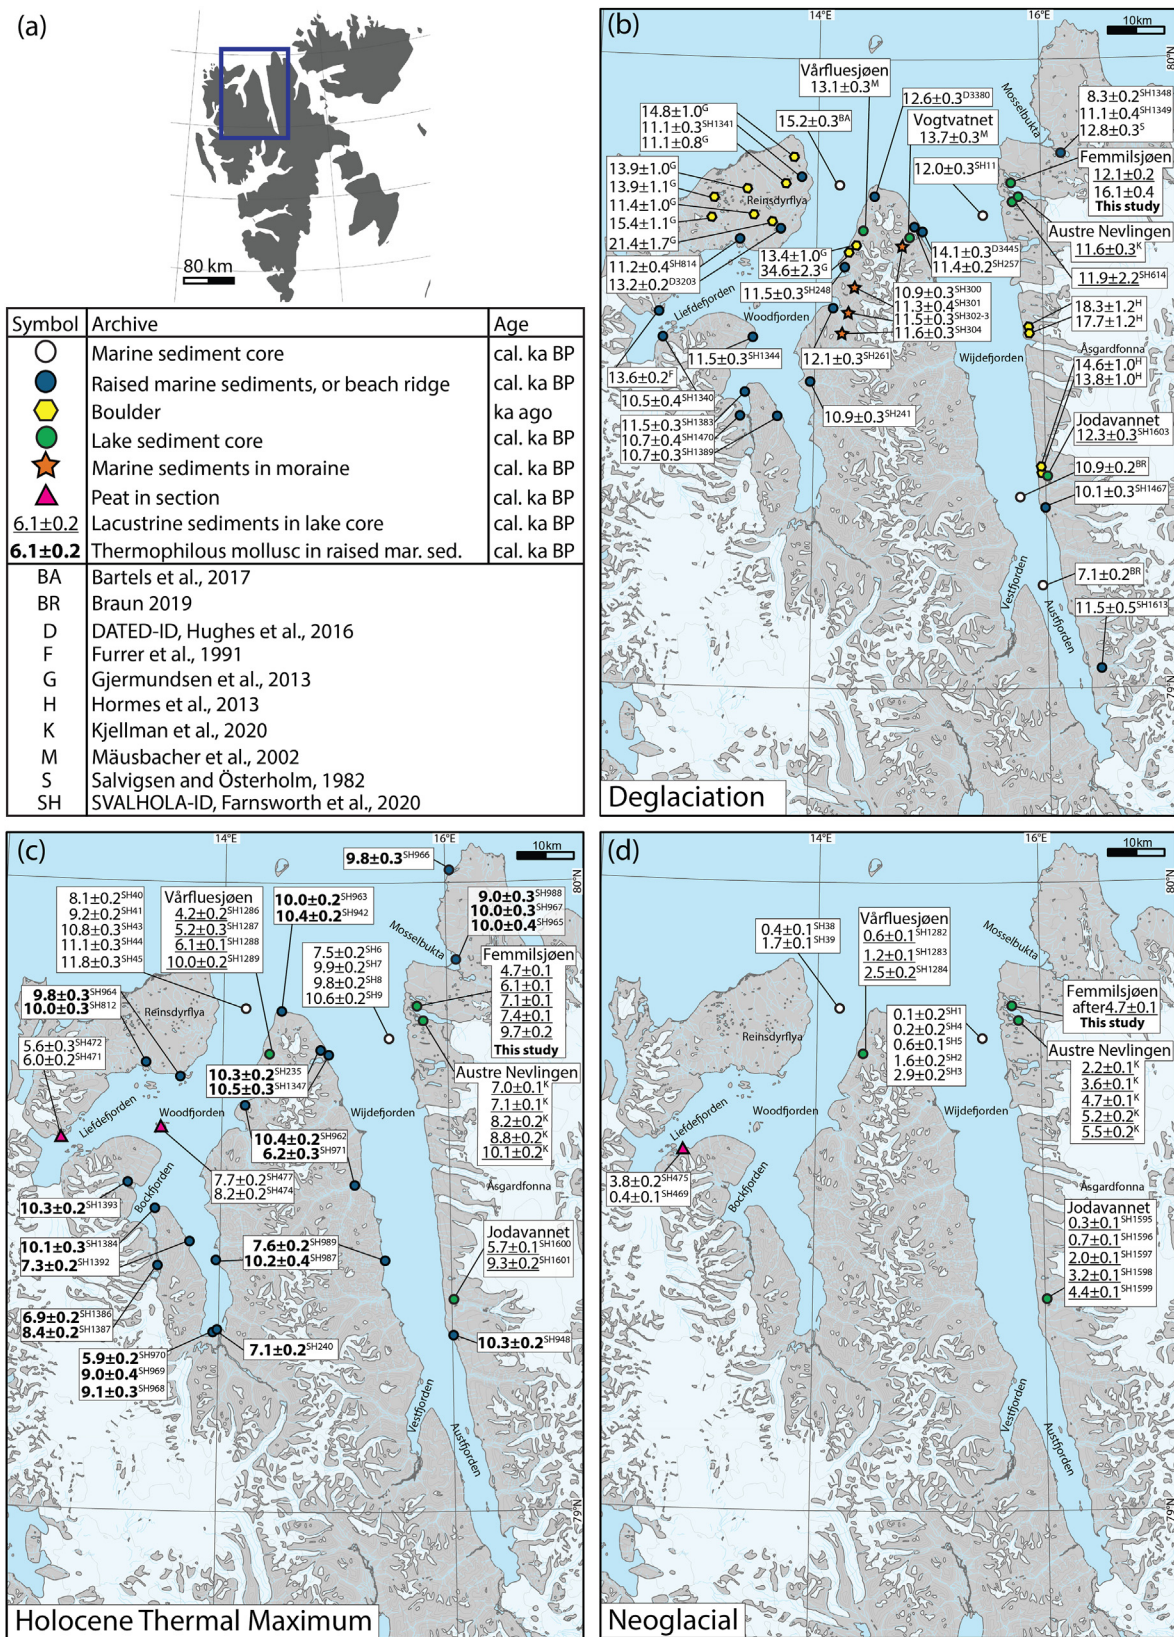 (a)
80 km
Symbol Archive Age
Marine sediment core cal. ka BP
Raised marine sediments, or beach ridge cal. ka BP
Boulder ka ago
Lake sediment core cal. ka BP
Marine sediments in moraine cal. ka BP
Peat in section cal. ka BP
6.1±0.2 Lacustrine sediments in lake core cal. ka BP
6.1±0.2 Thermophilous mollusc in raised mar. sed. cal. ka BP
BA Bartels et al., 2017
BR Braun 2019
D DATED-ID, Hughes et al., 2016
F Furrer et al., 1991
G Gjermundsen et al., 2013
H Hormes et al., 2013
K Kjellman et al., 2020
M Mäusbacher et al., 2002
S Salvigsen and Österholm, 1982
SH SVALHOLA-ID, Farnsworth et al., 2020
(b)
14°E
16°E
10km
80°N
Vårfluesjøen
13.1±0.3M
12.6±0.3D3380
15.2±0.3BA
Vogtvatnet
13.7±0.3M
Mosselbukta
8.3±0.2SH1348
11.1±0.4SH1349
12.8±0.3S
14.8±1.0G
11.1±0.3SH1341
11.1±0.8G
12.0±0.3SH11
Femmilsjøen
12.1±0.2
16.1±0.4
This study
13.9±1.0G
13.9±1.1G
11.4±1.0G
15.4±1.1G
21.4±1.7G
Reinsdyrflya
Austre Nevlingen
11.6±0.3K
11.9±2.2SH614
11.2±0.4SH814
13.2±0.2D3203
13.4±1.0G
34.6±2.3G
14.1±0.3D3445
11.4±0.2SH257
11.5±0.3SH248
10.9±0.3SH300
11.3±0.4SH301
11.5±0.3SH302-3
11.6±0.3SH304
18.3±1.2H
17.7±1.2H
Liefdefjorden
Woodfjorden
Wijdefjorden
Åsgardfonna
11.5±0.3SH1344
12.1±0.3SH261
14.6±1.0H
13.8±1.0H
13.6±0.2F
10.5±0.4SH1340
10.9±0.3SH241
11.5±0.3SH1383
10.7±0.4SH1470
10.7±0.3SH1389
Jodavannet
12.3±0.3SH1603
10.9±0.2BR
10.1±0.3SH1467
7.1±0.2BR
11.5±0.5SH1613
Vestfjorden
Austfjorden
79°N
Deglaciation
(c)
14°E
16°E
10km
80°N
9.8±0.3SH966
8.1±0.2SH40
9.2±0.2SH41
10.8±0.3SH43
11.1±0.3SH44
11.8±0.3SH45
Vårfluesjøen
4.2±0.2SH1286
5.2±0.3SH1287
6.1±0.1SH1288
10.0±0.2SH1289
10.0±0.2SH963
10.4±0.2SH942
9.0±0.3SH988
10.0±0.3SH967
10.0±0.4SH965
Mosselbukta
7.5±0.2SH6
9.9±0.2SH7
9.8±0.2SH8
10.6±0.2SH9
Femmilsjøen
4.7±0.1
6.1±0.1
7.1±0.1
7.4±0.1
9.7±0.2
This study
9.8±0.3SH964
10.0±0.3SH812
Reinsdyrflya
5.6±0.3SH472
6.0±0.2SH471
10.3±0.2SH235
10.5±0.3SH1347
Austre Nevlingen
7.0±0.1K
7.1±0.1K
8.2±0.2K
8.8±0.2K
10.1±0.2K
Liefdefjorden
Woodfjorden
Wijdefjorden
10.4±0.2SH962
6.2±0.3SH971
7.7±0.2SH477
8.2±0.2SH474
Bockfjorden
Åsgardfonna
10.3±0.2SH1393
10.1±0.3SH1384
7.3±0.2SH1392
7.6±0.2SH989
10.2±0.4SH987
Jodavannet
5.7±0.1SH1600
9.3±0.2SH1601
6.9±0.2SH1386
8.4±0.2SH1387
5.9±0.2SH970
9.0±0.4SH969
9.1±0.3SH968
7.1±0.2SH240
10.3±0.2SH948
Vestfjorden
Austfjorden
79°N
Holocene Thermal Maximum
(d)
14°E
16°E
10km
80°N
0.4±0.1SH38
1.7±0.1SH39
Vårfluesjøen
0.6±0.1SH1282
1.2±0.1SH1283
2.5±0.2SH1284
Mosselbukta
Femmilsjøen
after4.7±0.1
This study
Reinsdyrflya
0.1±0.2SH1
0.2±0.2SH4
0.6±0.1SH5
1.6±0.2SH2
2.9±0.2SH3
Austre Nevlingen
2.2±0.1K
3.6±0.1K
4.7±0.1K
5.2±0.2K
5.5±0.2K
Liefdefjorden
Woodfjorden
Wijdefjorden
3.8±0.2SH475
0.4±0.1SH469
Bockfjorden
Åsgardfonna
Jodavannet
0.3±0.1SH1595
0.7±0.1SH1596
2.0±0.1SH1597
3.2±0.1SH1598
4.4±0.1SH1599
Vestfjorden
Austfjorden
79°N
Neoglacial